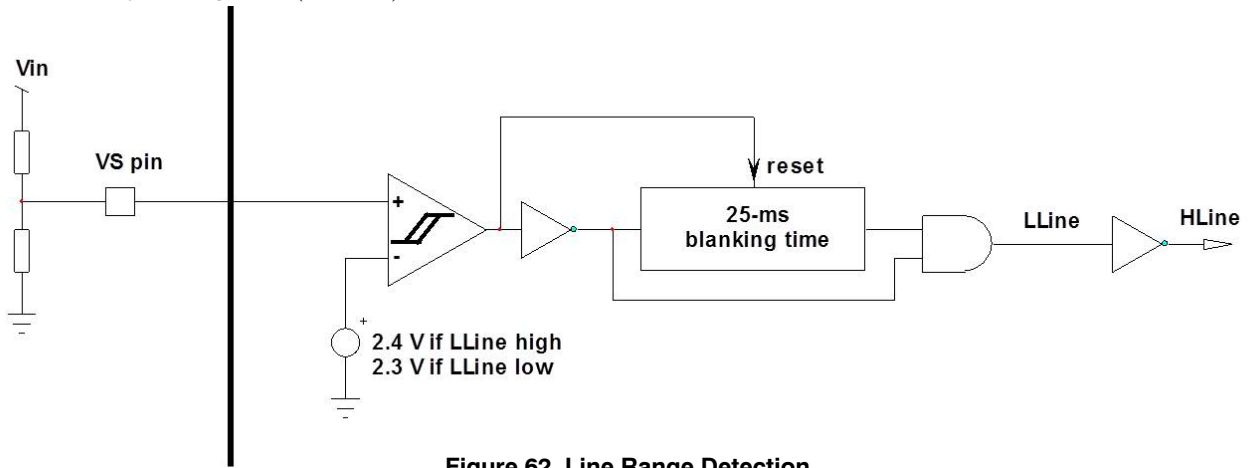 Vin
VS pin
+
-
+
2.4 V if LLine high
2.3 V if LLine low
reset
25-ms
blanking time
LLine
HLine
Figure 62. Line Range Detection